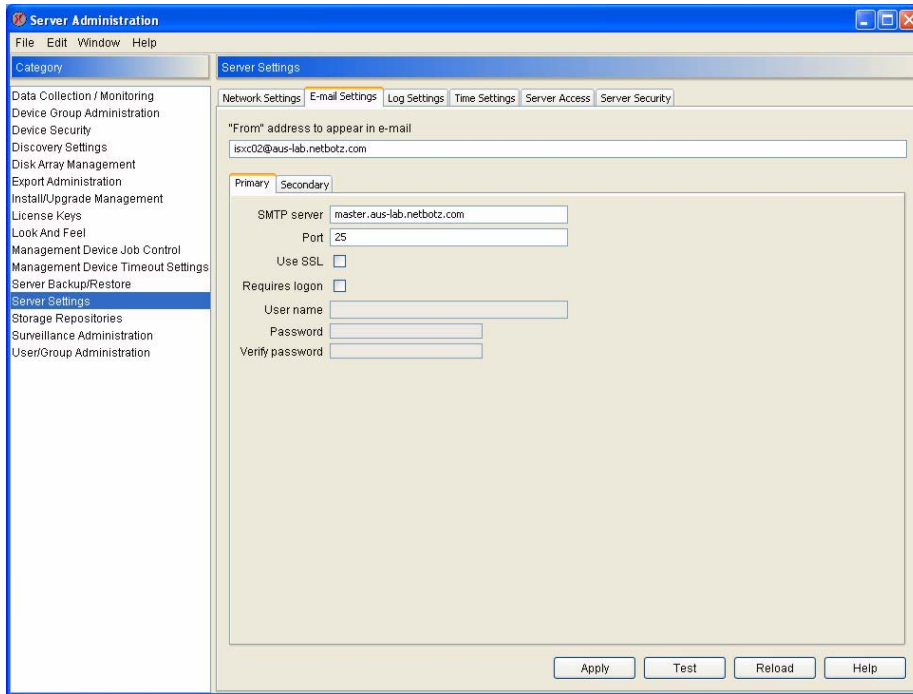 Server Administration
File Edit Window Help
Category
Server Settings
Data Collection / Monitoring
Device Group Administration
Device Security
Discovery Settings
Disk Array Management
Export Administration
Install/Upgrade Management
License Keys
Look And Feel
Management Device Job Control
Management Device Timeout Settings
Server Backup/Restore
Server Settings
Storage Repositories
Surveillance Administration
User/Group Administration
Network Settings E-mail Settings Log Settings Time Settings Server Access Server Security
"From" address to appear in e-mail
isxc02@aus-lab.netbotz.com
Primary Secondary
SMTP server master.aus-lab.netbotz.com
Port 25
Use SSL
Requires logon
User name
Password
Verify password
Apply Test Reload Help